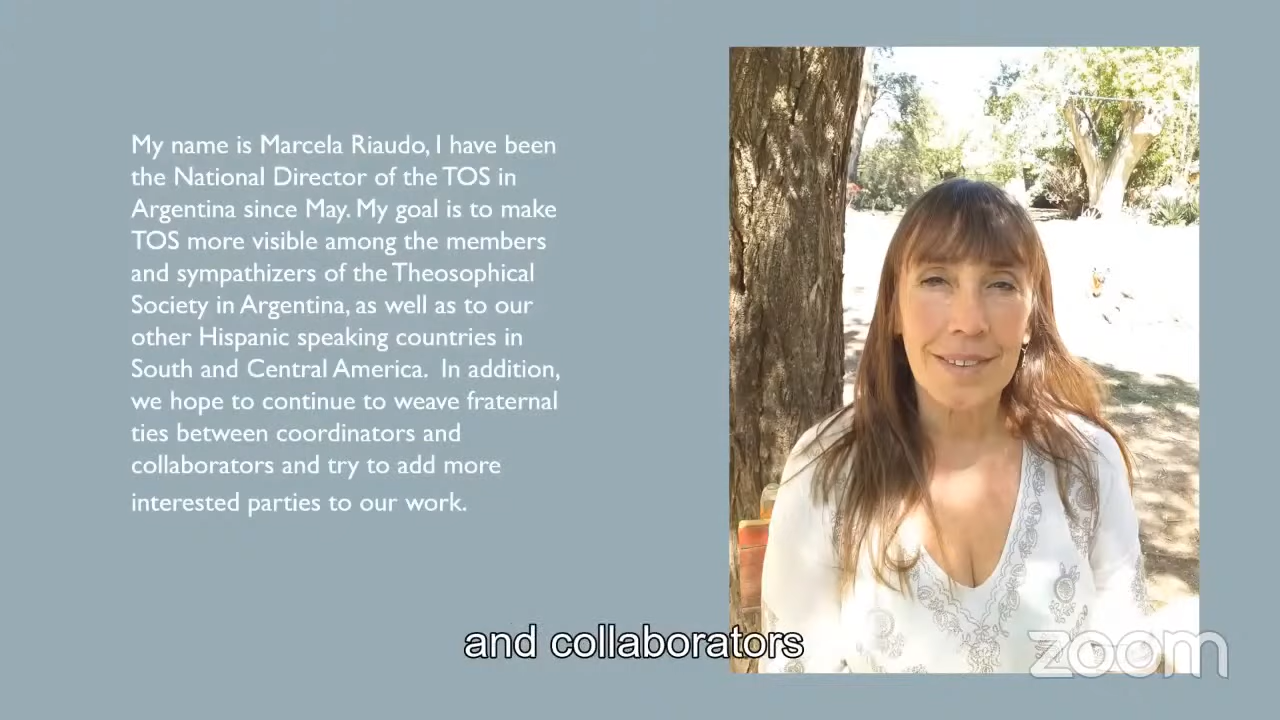 My name is Marcela Riaudo, I have been
the National Director of the TOS in
Argentina since May. My goal is to make
TOS more visible among the members
and sympathizers of the Theosophical
Society in Argentina, as well as to our
other Hispanic speaking countries in
South and Central America.  In addition,
we hope to continue to weave fraternal
ties between coordinators and
collaborators and try to add more
interested parties to our work.
and collaborators
zoom